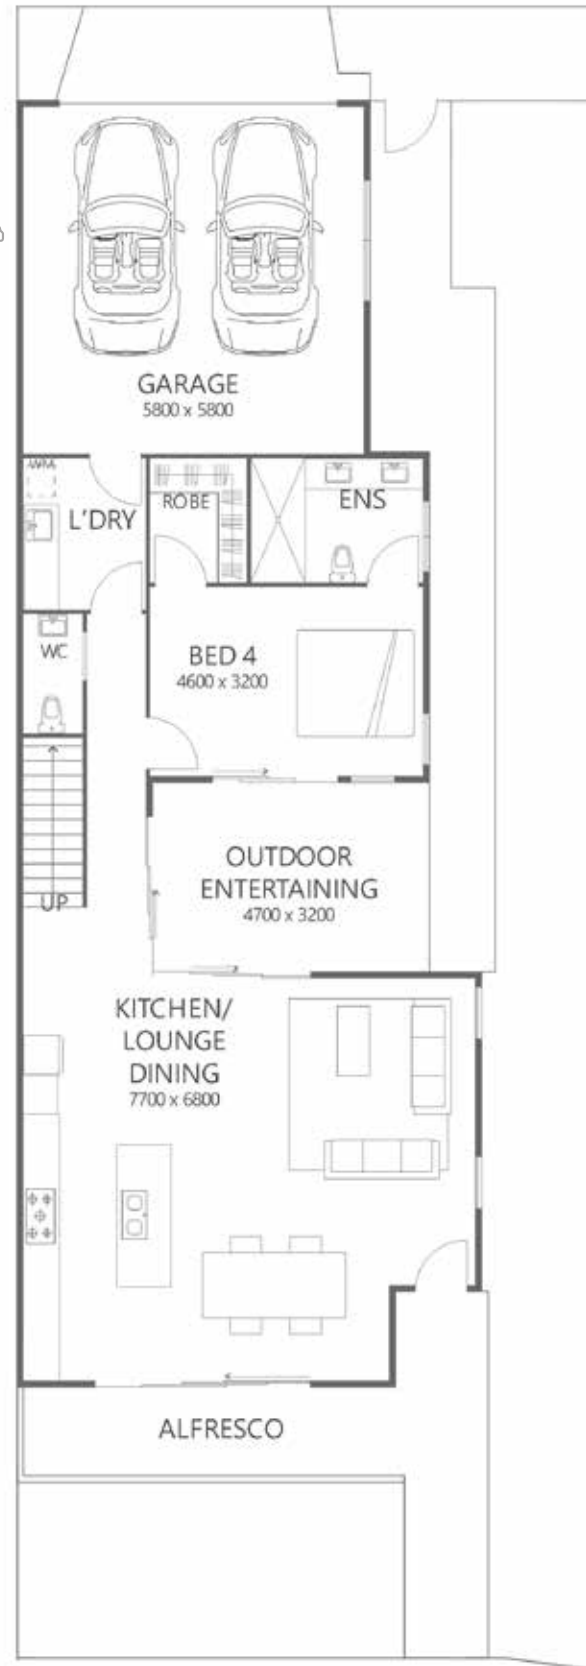 GARAGE
5800 x 5800
WM
L'DRY
ROBE
ENS
WC
BED 4
4600 x 3200
OUTDOOR
ENTERTAINING
4700 x 3200
UP
KITCHEN/
LOUNGE
DINING
7700 x 6800
ALFRESCO